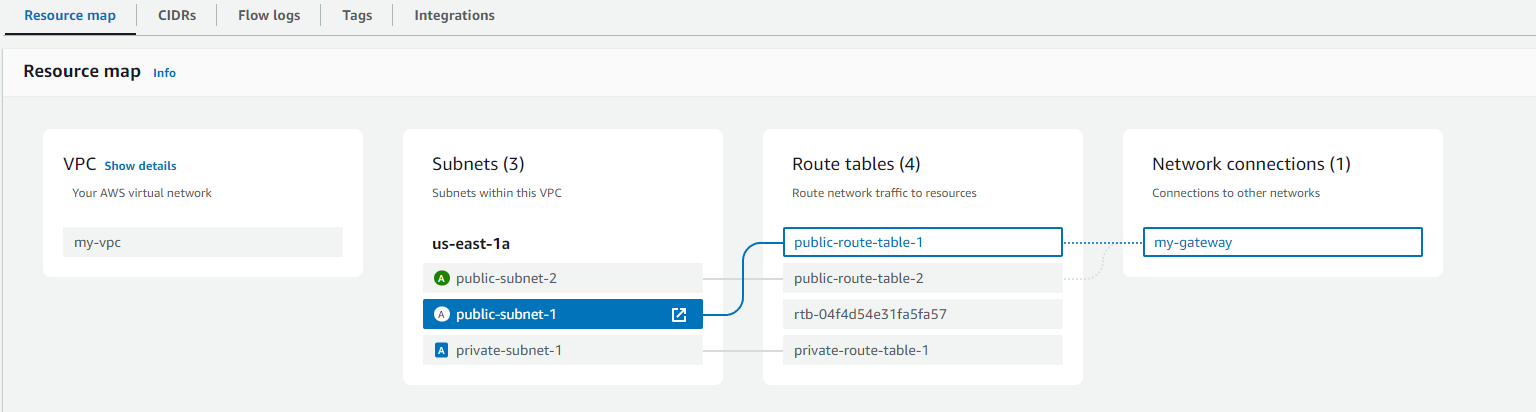 Resource map
CIDRs
Flow logs
Tags
Integrations
Resource map Info
VPC Show details
Your AWS virtual network
my-vpc
Subnets (3)
Subnets within this VPC
us-east-1a
A public-subnet-2
A public-subnet-1
A private-subnet-1
Route tables (4)
Route network traffic to resources
public-route-table-1
public-route-table-2
rtb-04f4d54e31fa5fa57
private-route-table-1
Network connections (1)
Connections to other networks
my-gateway